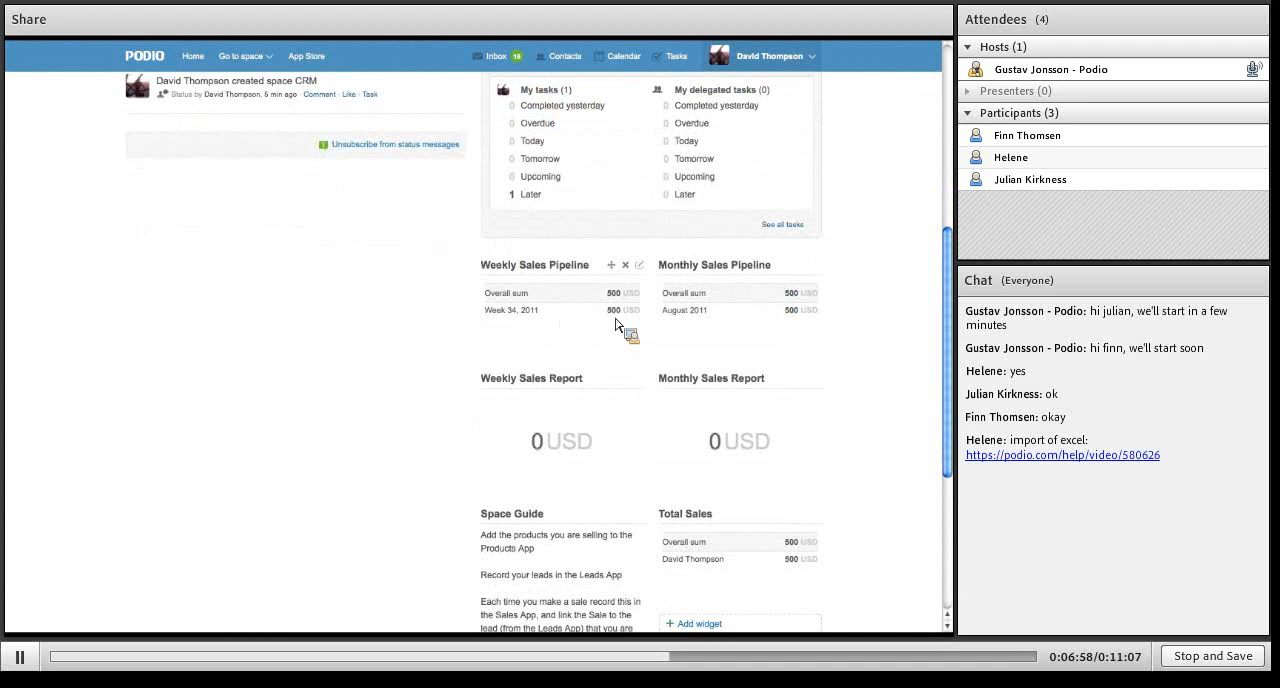 Share
PODIO Home Go to space App Store Inbox 18 Contacts Calendar Tasks David Thompson
David Thompson created space CRM
Status by David Thompson, 5 min ago Comment · Like · Task
Unsubscribe from status messages
My tasks (1)
0 Completed yesterday
0 Overdue
0 Today
0 Tomorrow
0 Upcoming
1 Later
My delegated tasks (0)
0 Completed yesterday
0 Overdue
0 Today
0 Tomorrow
0 Upcoming
0 Later
See all tasks
Weekly Sales Pipeline
Overall sum 500 USD
Week 34, 2011 500 USD
Monthly Sales Pipeline
Overall sum 500 USD
August 2011 500 USD
Weekly Sales Report
0 USD
Monthly Sales Report
0 USD
Space Guide
Add the products you are selling to the
Products App
Record your leads in the Leads App
Each time you make a sale record this in
the Sales App, and link the Sale to the
lead (from the Leads App) that you are
Total Sales
Overall sum 500 USD
David Thompson 500 USD
+ Add widget
Attendees (4)
Hosts (1)
Gustav Jonsson - Podio
Presenters (0)
Participants (3)
Finn Thomsen
Helene
Julian Kirkness
Chat (Everyone)
Gustav Jonsson - Podio: hi julian, we'll start in a few
minutes
Gustav Jonsson - Podio: hi finn, we'll start soon
Helene: yes
Julian Kirkness: ok
Finn Thomsen: okay
Helene: import of excel:
https://podio.com/help/video/580626
0:06:58/0:11:07
Stop and Save